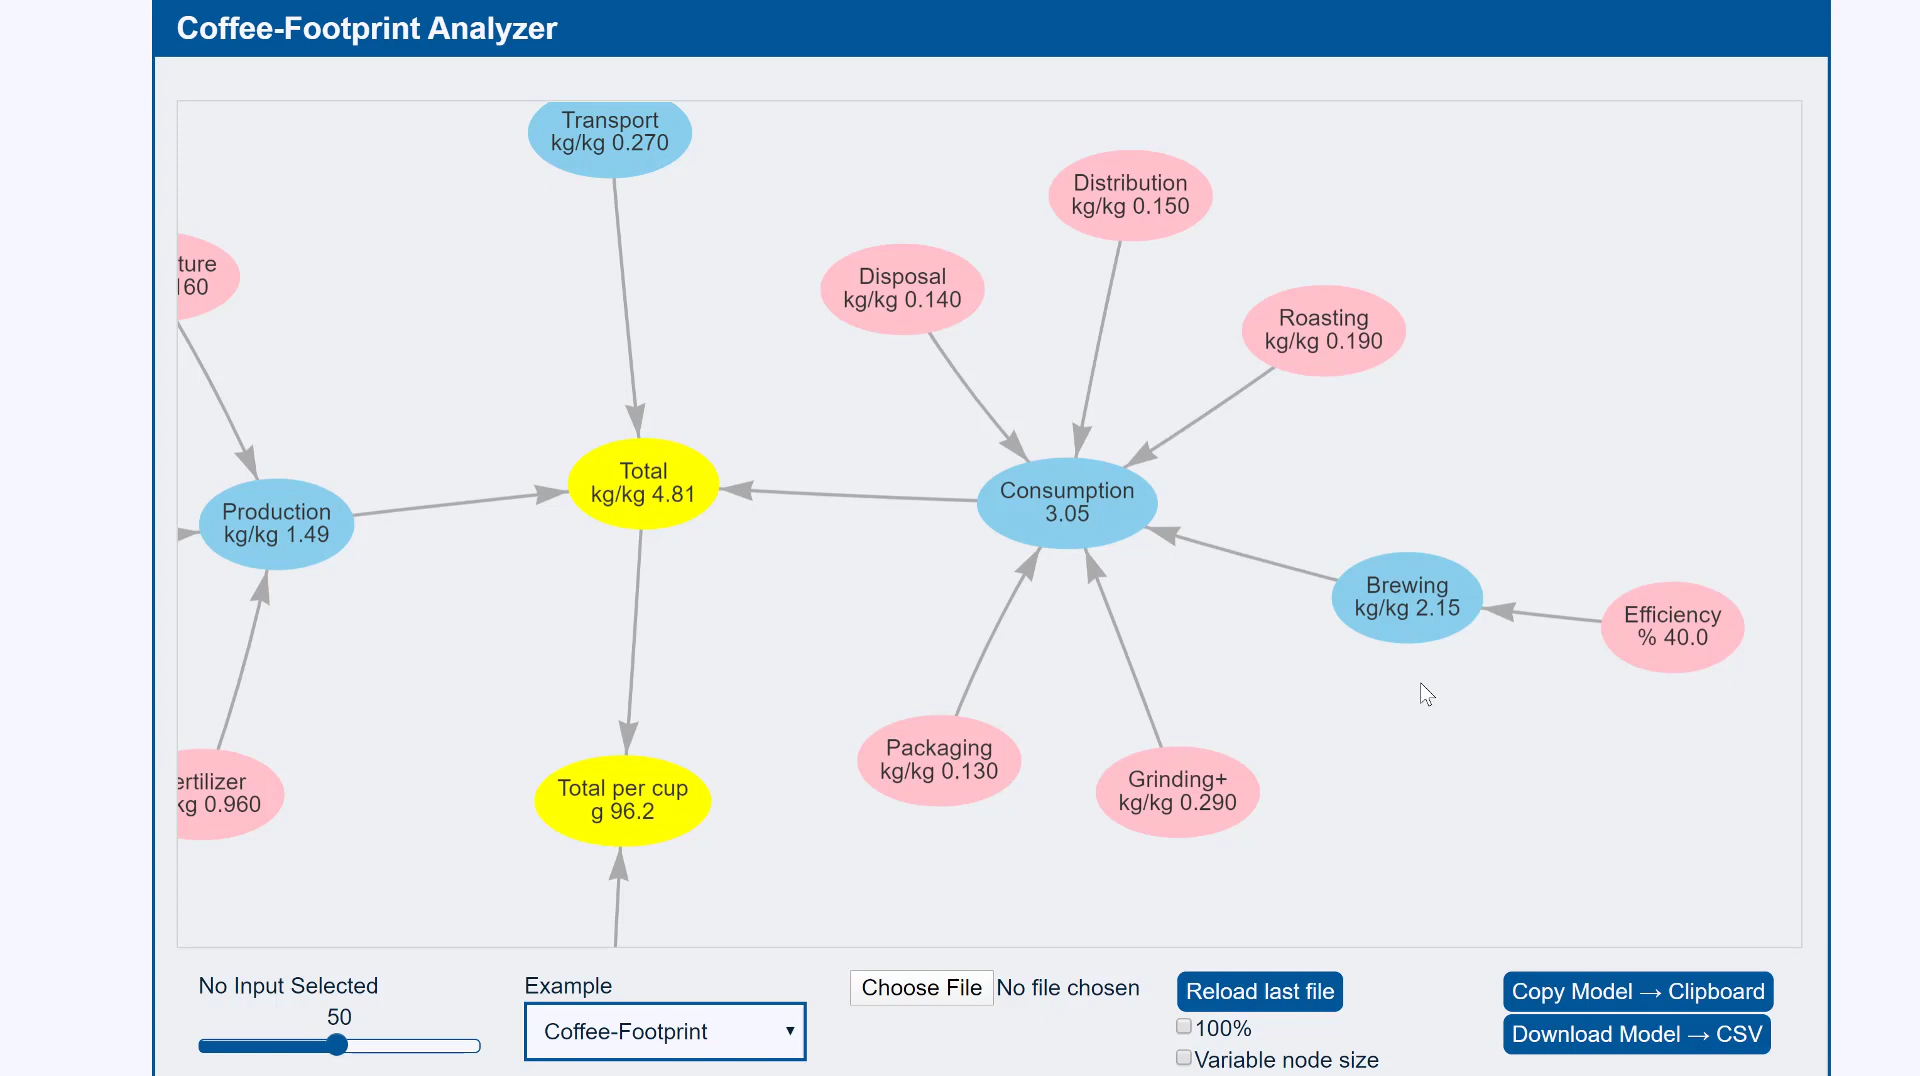 Coffee-Footprint Analyzer
Transport
kg/kg 0.270
Distribution
kg/kg 0.150
ture
160
Disposal
kg/kg 0.140
Roasting
kg/kg 0.190
Total
kg/kg 4.81
Consumption
3.05
Production
kg/kg 1.49
Brewing
kg/kg 2.15
Efficiency
% 40.0
Packaging
kg/kg 0.130
Grinding+
kg/kg 0.290
ertilizer
kg 0.960
Total per cup
g 96.2
No Input Selected
50
Example
Coffee-Footprint
Choose File No file chosen
Reload last file
100%
Variable node size
Copy Model → Clipboard
Download Model → CSV